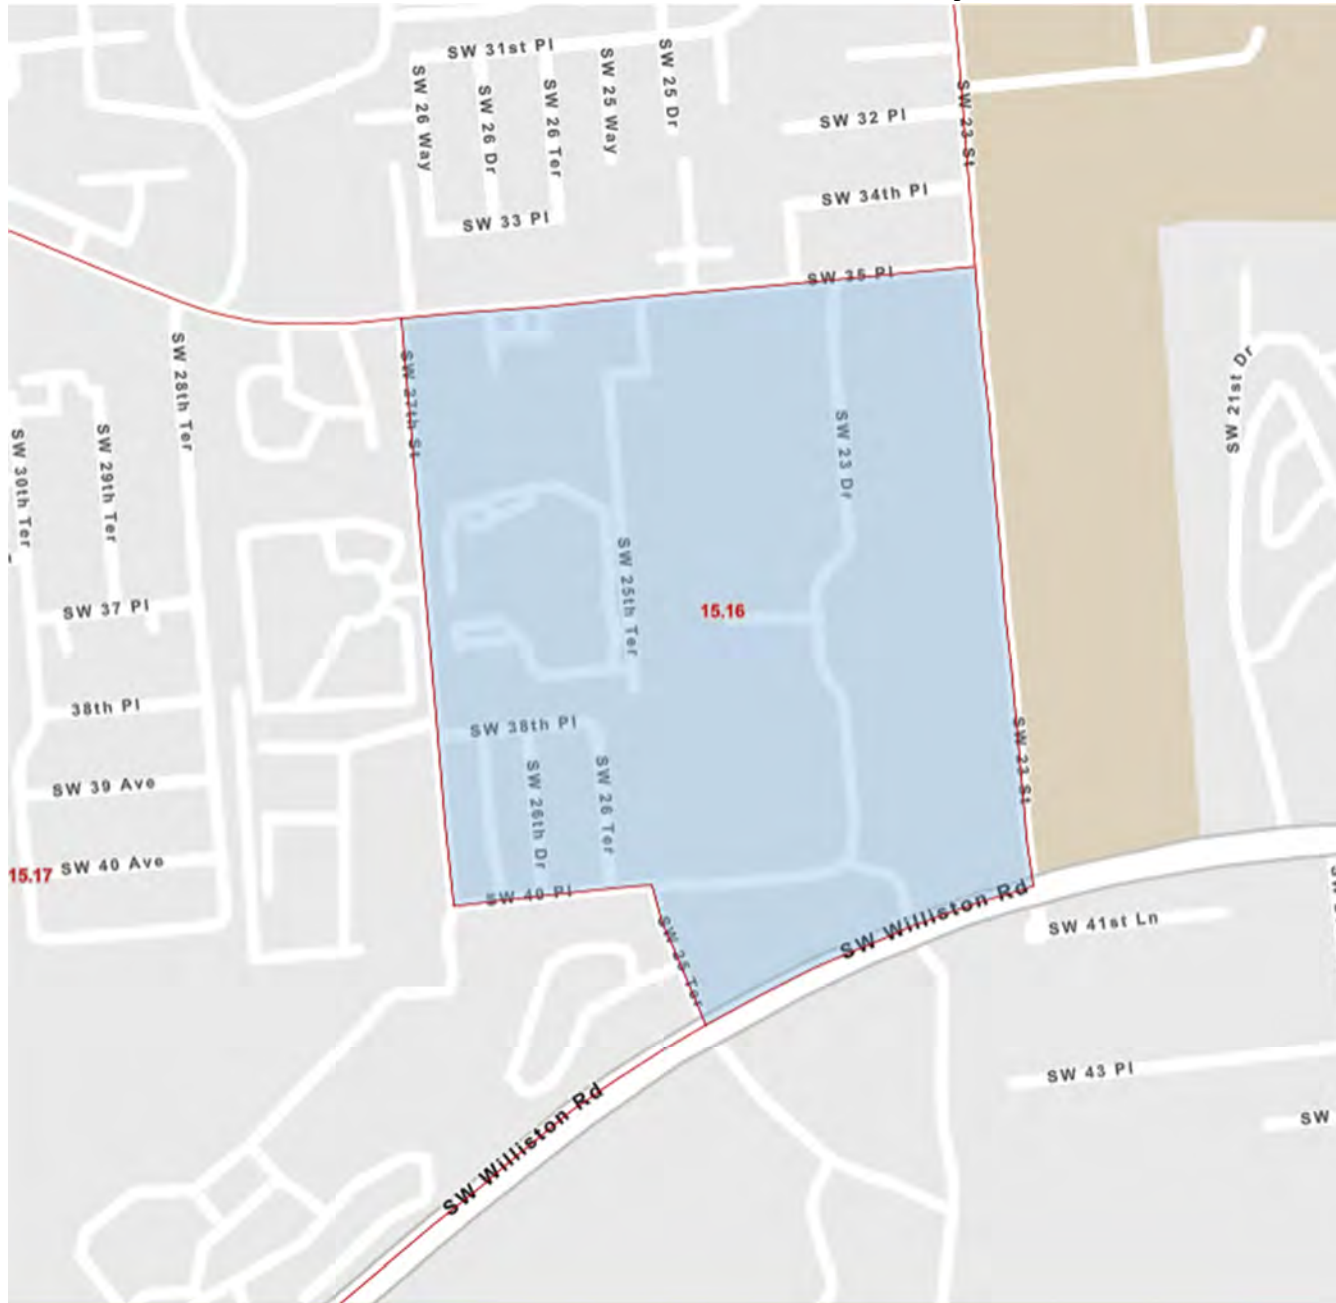 SW 31st Pl
SW 26 Way
SW 26 Dr
SW 26 Ter
SW 25 Way
SW 25 Dr
SW 32 Pl
SW 23 St
SW 34th Pl
SW 33 Pl
SW 35 Pl
SW 28th Ter
SW 27th St
SW 21st Dr
SW 30th Ter
SW 29th Ter
SW 23 Dr
SW 25th Ter
SW 37 Pl
15.16
38th Pl
SW 38th Pl
SW 23 St
SW 39 Ave
SW 26th Dr
SW 26 Ter
15.17
SW 40 Ave
SW 40 Pl
SW Williston Rd
SW 41st Ln
SW 25 Ter
SW 43 Pl
SW Williston Rd
SW